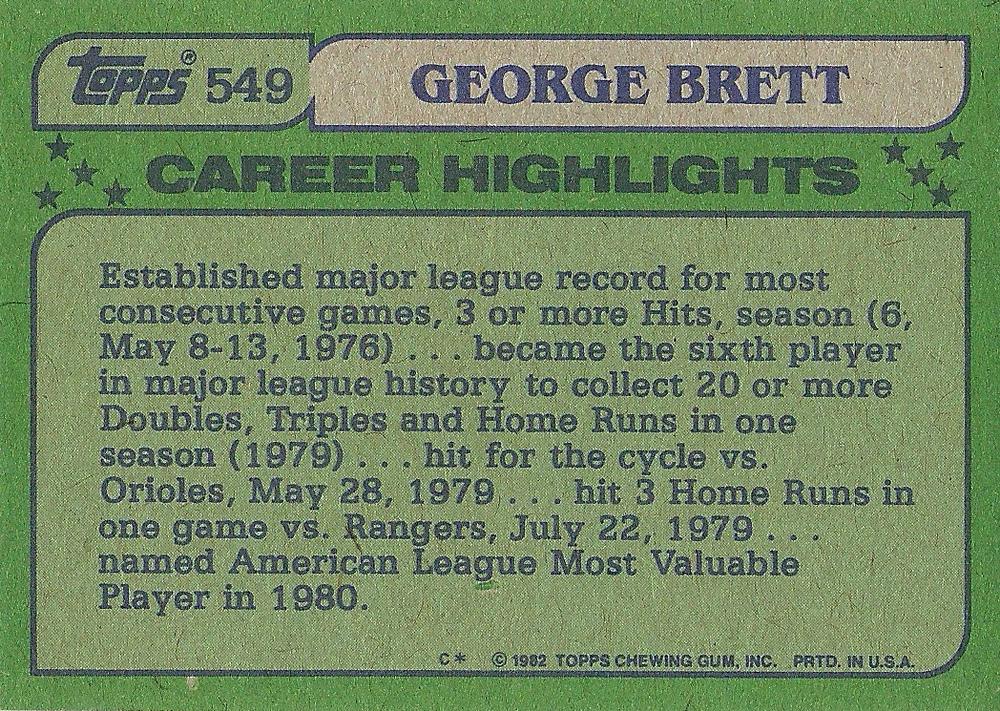 Topps® 549 GEORGE BRETT
CAREER HIGHLIGHTS
Established major league record for most
consecutive games, 3 or more Hits, season (6,
May 8-13, 1976) . . . became the sixth player
in major league history to collect 20 or more
Doubles, Triples and Home Runs in one
season (1979) . . . hit for the cycle vs.
Orioles, May 28, 1979 . . . hit 3 Home Runs in
one game vs. Rangers, July 22, 1979 . . .
named American League Most Valuable
Player in 1980.
C* © 1982 TOPPS CHEWING GUM, INC. PRTD. IN U.S.A.